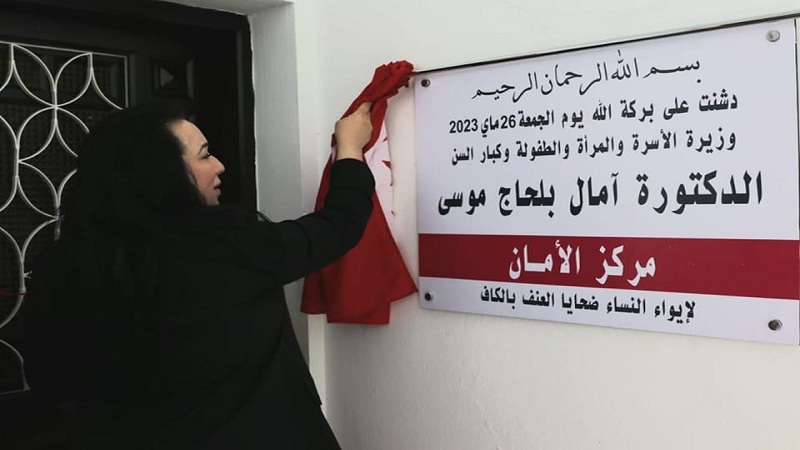 بسم الله الرحمان الرحيم
دشنت على بركة الله يوم الجمعة 26 ماي 2023
وزيرة الأسرة والمرأة والطفولة وكبار السن
الدكتورة آمال بلحاج موسى
مركز الأمان
لإيواء النساء ضحايا العنف بالكاف